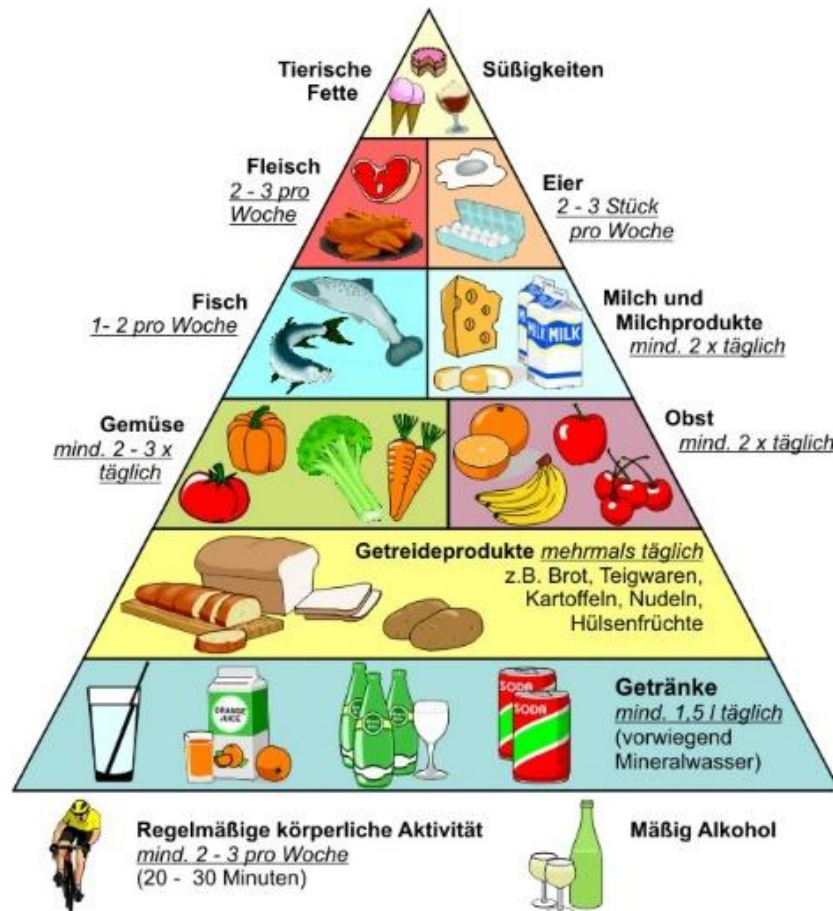 Tierische
Fette
Süßigkeiten
Fleisch
2 - 3 pro
Woche
Eier
2 - 3 Stück
pro Woche
Fisch
1- 2 pro Woche
Milch und
Milchprodukte
mind. 2 x täglich
MILK
MILK
Gemüse
mind. 2 - 3 x
täglich
Obst
mind. 2 x täglich
Getreideprodukte mehrmals täglich
z.B. Brot, Teigwaren,
Kartoffeln, Nudeln,
Hülsenfrüchte
ORANGE
JUICE
SODA
SODA
Getränke
mind. 1,5 l täglich
(vorwiegend
Mineralwasser)
Regelmäßige körperliche Aktivität
mind. 2 - 3 pro Woche
(20 - 30 Minuten)
Mäßig Alkohol